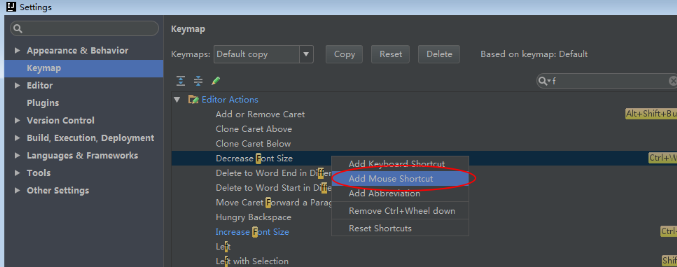 Settings
Keymap
Keymaps: Default copy Copy Reset Delete Based on keymap: Default
Appearance & Behavior
Keymap
Editor
Plugins
Version Control
Build, Execution, Deployment
Languages & Frameworks
Tools
Other Settings
f
Editor Actions
Add or Remove Caret Alt+Shift+Bu
Clone Caret Above
Clone Caret Below
Decrease Font Size Ctrl+W
Delete to Word End in Differ
Delete to Word Start in Diffe
Move Caret Forward a Parag
Hungry Backspace
Increase Font Size Ctrl+
Left
Left with Selection Shift+
Add Keyboard Shortcut
Add Mouse Shortcut
Add Abbreviation
Remove Ctrl+Wheel down
Reset Shortcuts